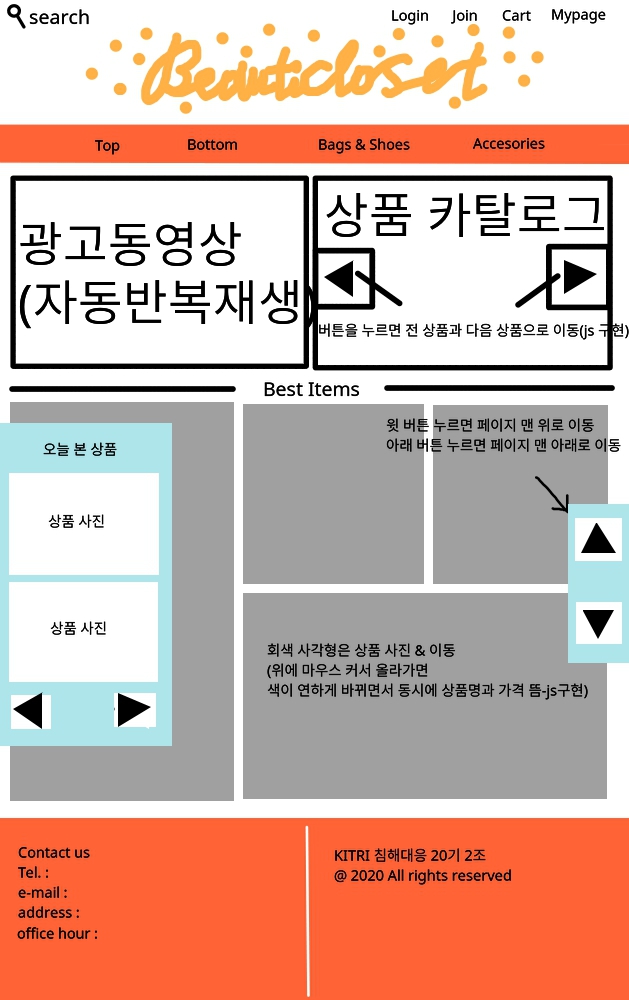 search
Login Join Cart Mypage
Beauticloset
Top Bottom Bags & Shoes Accesories
광고동영상
(자동반복재생)
상품 카탈로그
버튼을 누르면 전 상품과 다음 상품으로 이동(js 구현)
Best Items
윗 버튼 누르면 페이지 맨 위로 이동
아래 버튼 누르면 페이지 맨 아래로 이동
오늘 본 상품
상품 사진
상품 사진
회색 사각형은 상품 사진 & 이동
(위에 마우스 커서 올라가면
색이 연하게 바뀌면서 동시에 상품명과 가격 뜸-js구현)
Contact us
Tel. :
e-mail :
address :
office hour :
KITRI 침해대응 20기 2조
@ 2020 All rights reserved